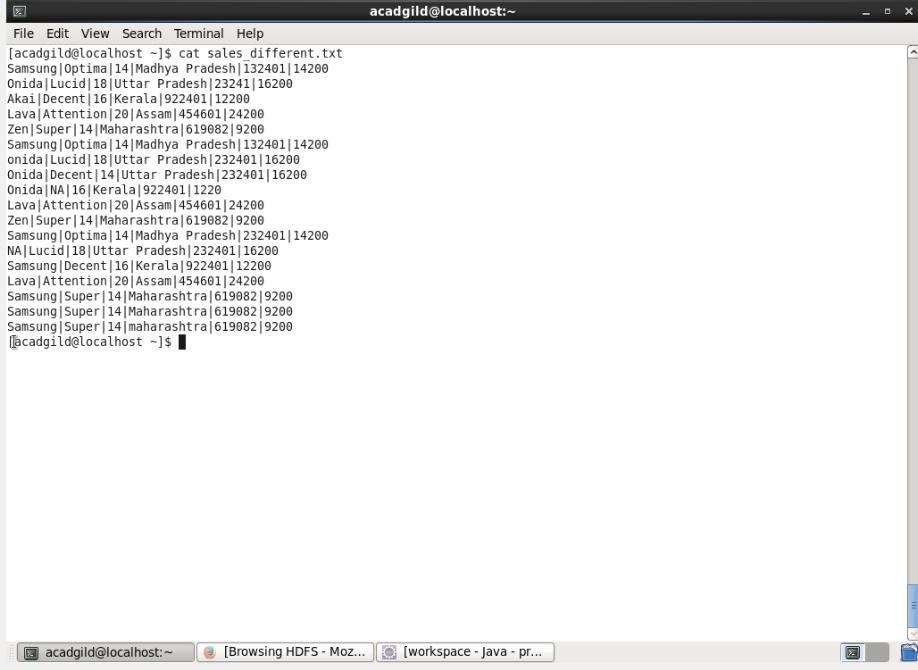 acadgild@localhost:~
File Edit View Search Terminal Help
[acadgild@localhost ~]$ cat sales_different.txt
Samsung|Optima|14|Madhya Pradesh|132401|14200
Onida|Lucid|18|Uttar Pradesh|23241|16200
Akai|Decent|16|Kerala|922401|12200
Lava|Attention|20|Assam|454601|24200
Zen|Super|14|Maharashtra|619082|9200
Samsung|Optima|14|Madhya Pradesh|132401|14200
onida|Lucid|18|Uttar Pradesh|232401|16200
Onida|Decent|14|Uttar Pradesh|232401|16200
Onida|NA|16|Kerala|922401|1220
Lava|Attention|20|Assam|454601|24200
Zen|Super|14|Maharashtra|619082|9200
Samsung|Optima|14|Madhya Pradesh|232401|14200
NA|Lucid|18|Uttar Pradesh|232401|16200
Samsung|Decent|16|Kerala|922401|12200
Lava|Attention|20|Assam|454601|24200
Samsung|Super|14|Maharashtra|619082|9200
Samsung|Super|14|Maharashtra|619082|9200
Samsung|Super|14|maharashtra|619082|9200
[acadgild@localhost ~]$
acadgild@localhost:~ [Browsing HDFS - Moz... [workspace - Java - pr...